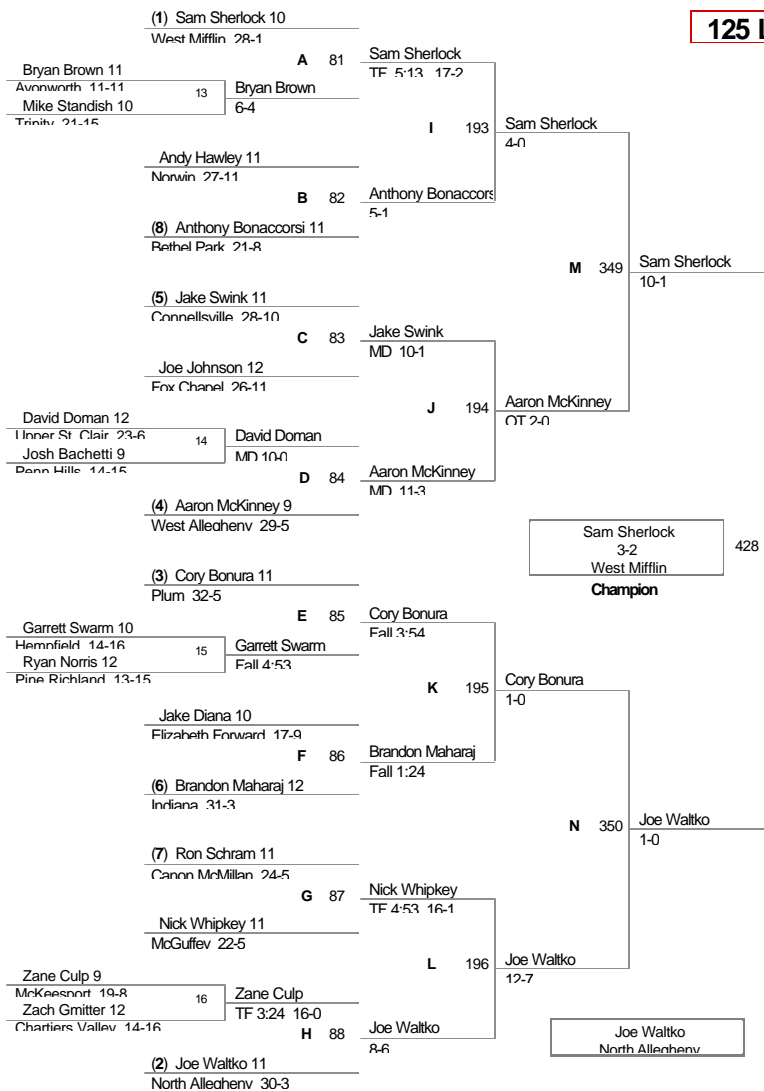 (1) Sam Sherlock 10
West Mifflin 28-1
125
A 81
Sam Sherlock
TF 5:13 17-2
Bryan Brown 11
Avonworth 11-11
13
Bryan Brown
6-4
Mike Standish 10
Trinity 21-15
I 193
Sam Sherlock
4-0
Andy Hawley 11
Norwin 27-11
B 82
Anthony Bonaccors
5-1
(8) Anthony Bonaccorsi 11
Bethel Park 21-8
M 349
Sam Sherlock
10-1
(5) Jake Swink 11
Connellsville 28-10
C 83
Jake Swink
MD 10-1
Joe Johnson 12
Fox Chapel 26-11
J 194
Aaron McKinney
OT 2-0
David Doman 12
Upper St. Clair 23-6
14
David Doman
MD 10-0
Josh Bachetti 9
Penn Hills 14-15
D 84
Aaron McKinney
MD 11-3
(4) Aaron McKinney 9
West Allegheny 29-5
Sam Sherlock
3-2
West Mifflin
428
Champion
(3) Cory Bonura 11
Plum 32-5
E 85
Cory Bonura
Fall 3:54
Garrett Swarm 10
Hempfield 14-16
15
Garrett Swarm
Fall 4:53
Ryan Norris 12
Pine Richland 13-15
K 195
Cory Bonura
1-0
Jake Diana 10
Elizabeth Forward 17-9
F 86
Brandon Maharaj
Fall 1:24
(6) Brandon Maharaj 12
Indiana 31-3
N 350
Joe Waltko
1-0
(7) Ron Schram 11
Canon McMillan 24-5
G 87
Nick Whipkey
TF 4:53 16-1
Nick Whipkey 11
McGuffey 22-5
L 196
Joe Waltko
12-7
Zane Culp 9
McKeesport 19-8
16
Zane Culp
TF 3:24 16-0
Zach Gmitter 12
Chartiers Valley 14-16
H 88
Joe Waltko
8-6
(2) Joe Waltko 11
North Allegheny 30-3
Joe Waltko
North Allegheny